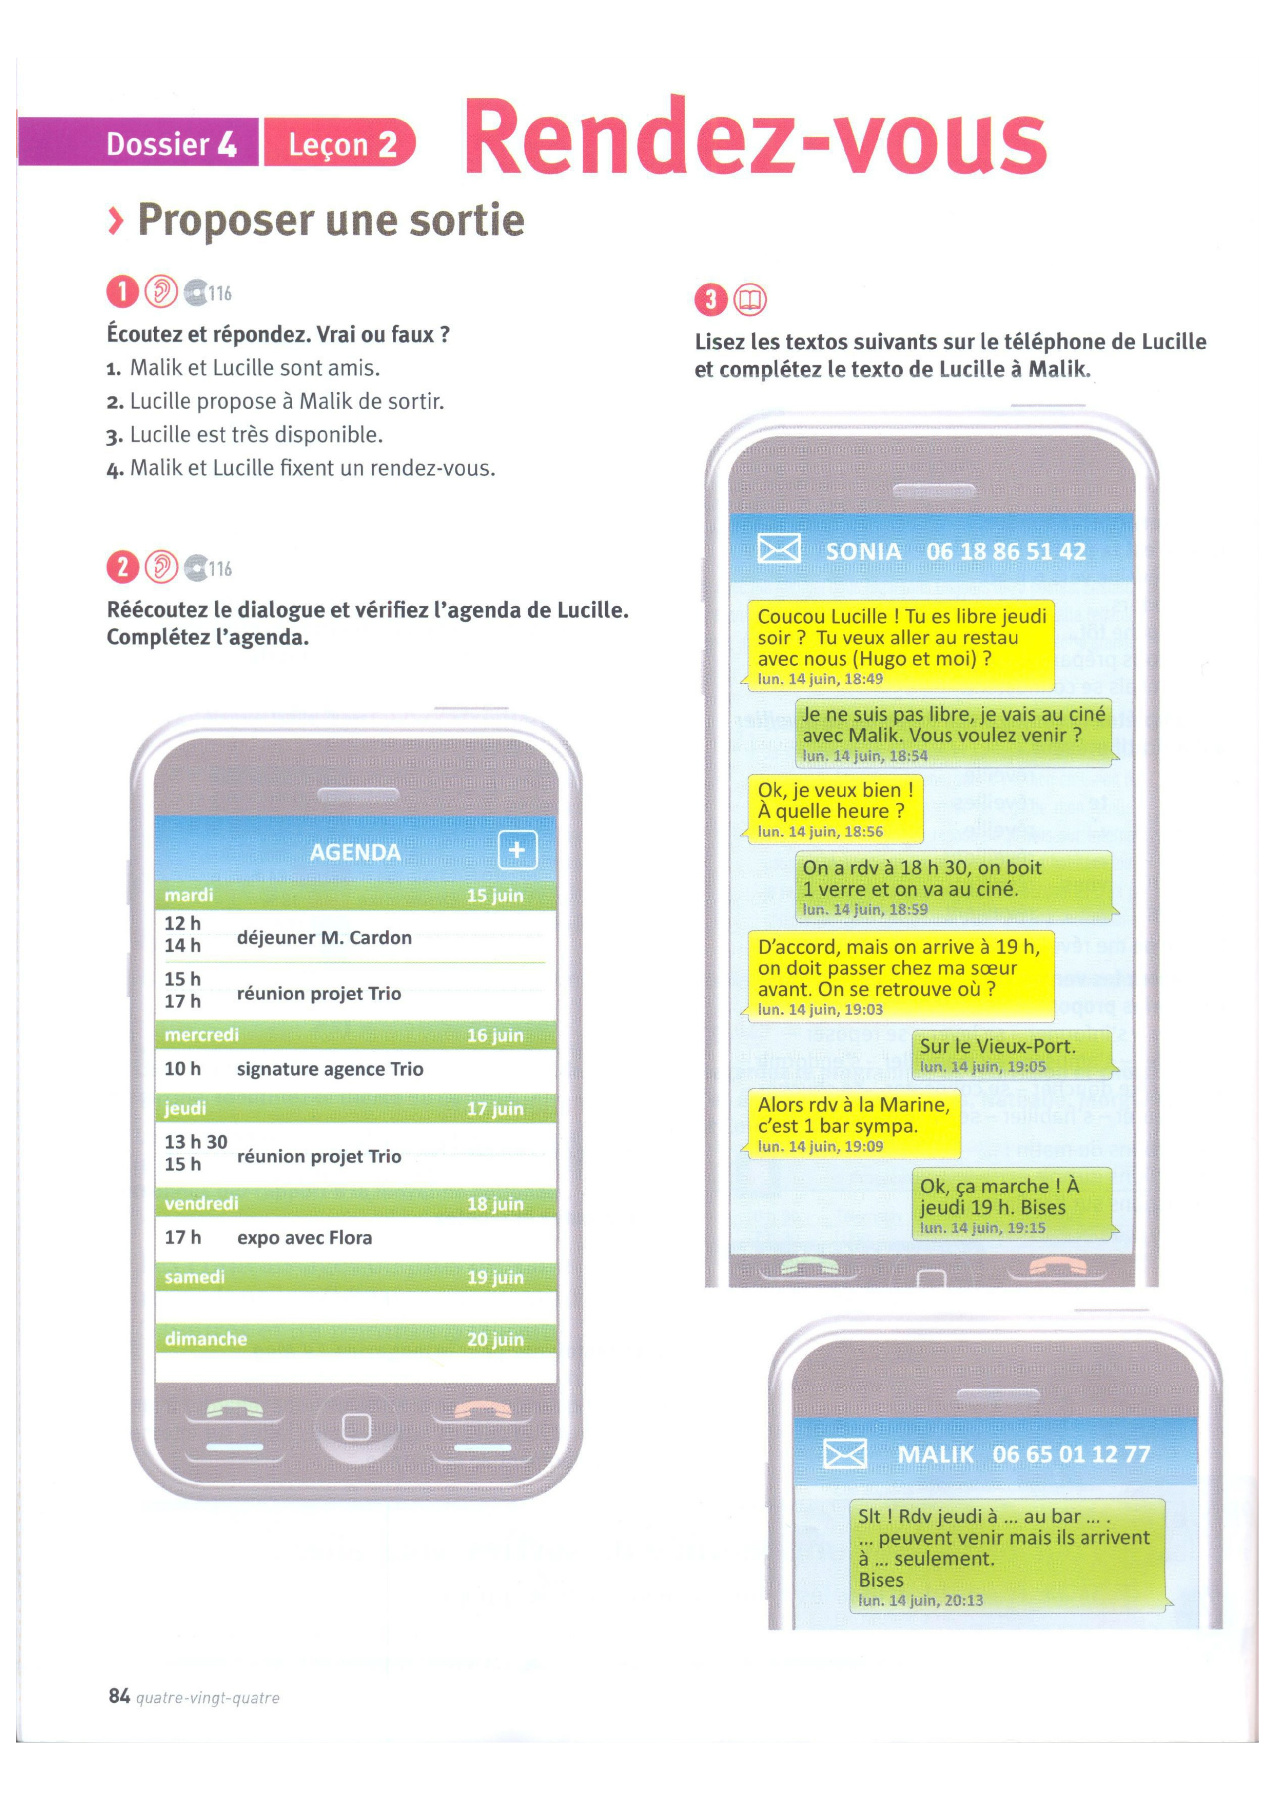 Dossier 4 Leçon 2 Rendez-vous
› Proposer une sortie
1 116
Écoutez et répondez. Vrai ou faux ?
1. Malik et Lucille sont amis.
2. Lucille propose à Malik de sortir.
3. Lucille est très disponible.
4. Malik et Lucille fixent un rendez-vous.
2 116
Réécoutez le dialogue et vérifiez l'agenda de Lucille.
Complétez l'agenda.
AGENDA +
mardi 15 juin
12 h
14 h déjeuner M. Cardon
15 h
17 h réunion projet Trio
mercredi 16 juin
10 h signature agence Trio
jeudi 17 juin
13 h 30
15 h réunion projet Trio
vendredi 18 juin
17 h expo avec Flora
samedi 19 juin
dimanche 20 juin
3
Lisez les textos suivants sur le téléphone de Lucille
et complétez le texto de Lucille à Malik.
SONIA 06 18 86 51 42
Coucou Lucille ! Tu es libre jeudi
soir ? Tu veux aller au restau
avec nous (Hugo et moi) ?
lun. 14 juin, 18:49
Je ne suis pas libre, je vais au ciné
avec Malik. Vous voulez venir ?
lun. 14 juin, 18:54
Ok, je veux bien !
À quelle heure ?
lun. 14 juin, 18:56
On a rdv à 18 h 30, on boit
1 verre et on va au ciné.
lun. 14 juin, 18:59
D'accord, mais on arrive à 19 h,
on doit passer chez ma sœur
avant. On se retrouve où ?
lun. 14 juin, 19:03
Sur le Vieux-Port.
lun. 14 juin, 19:05
Alors rdv à la Marine,
c'est 1 bar sympa.
lun. 14 juin, 19:09
Ok, ça marche ! À
jeudi 19 h. Bises
lun. 14 juin, 19:15
MALIK 06 65 01 12 77
Slt ! Rdv jeudi à ... au bar ... .
... peuvent venir mais ils arrivent
à ... seulement.
Bises
lun. 14 juin, 20:13
84 quatre-vingt-quatre